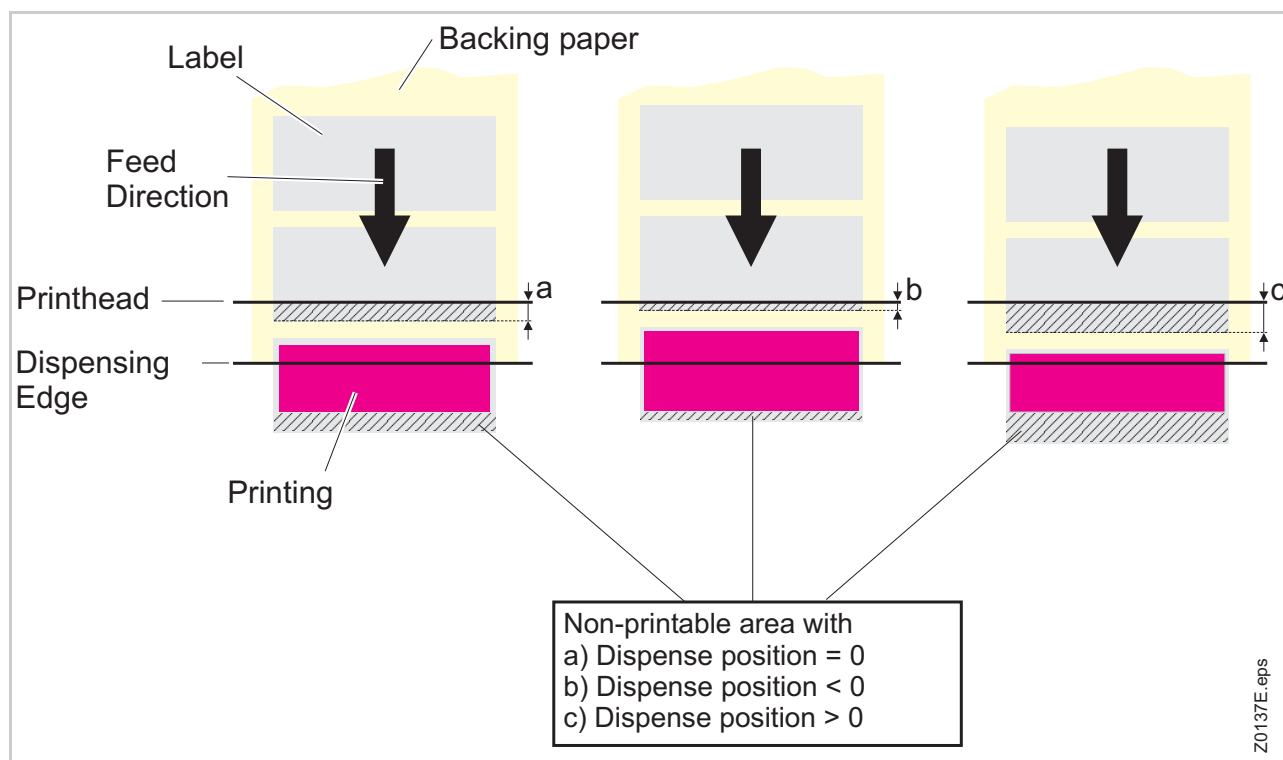 Backing paper
Label
Feed
Direction
a
b
c
Printhead
Dispensing
Edge
Printing
Non-printable area with
a) Dispense position = 0
b) Dispense position < 0
c) Dispense position > 0
Z0137E.eps